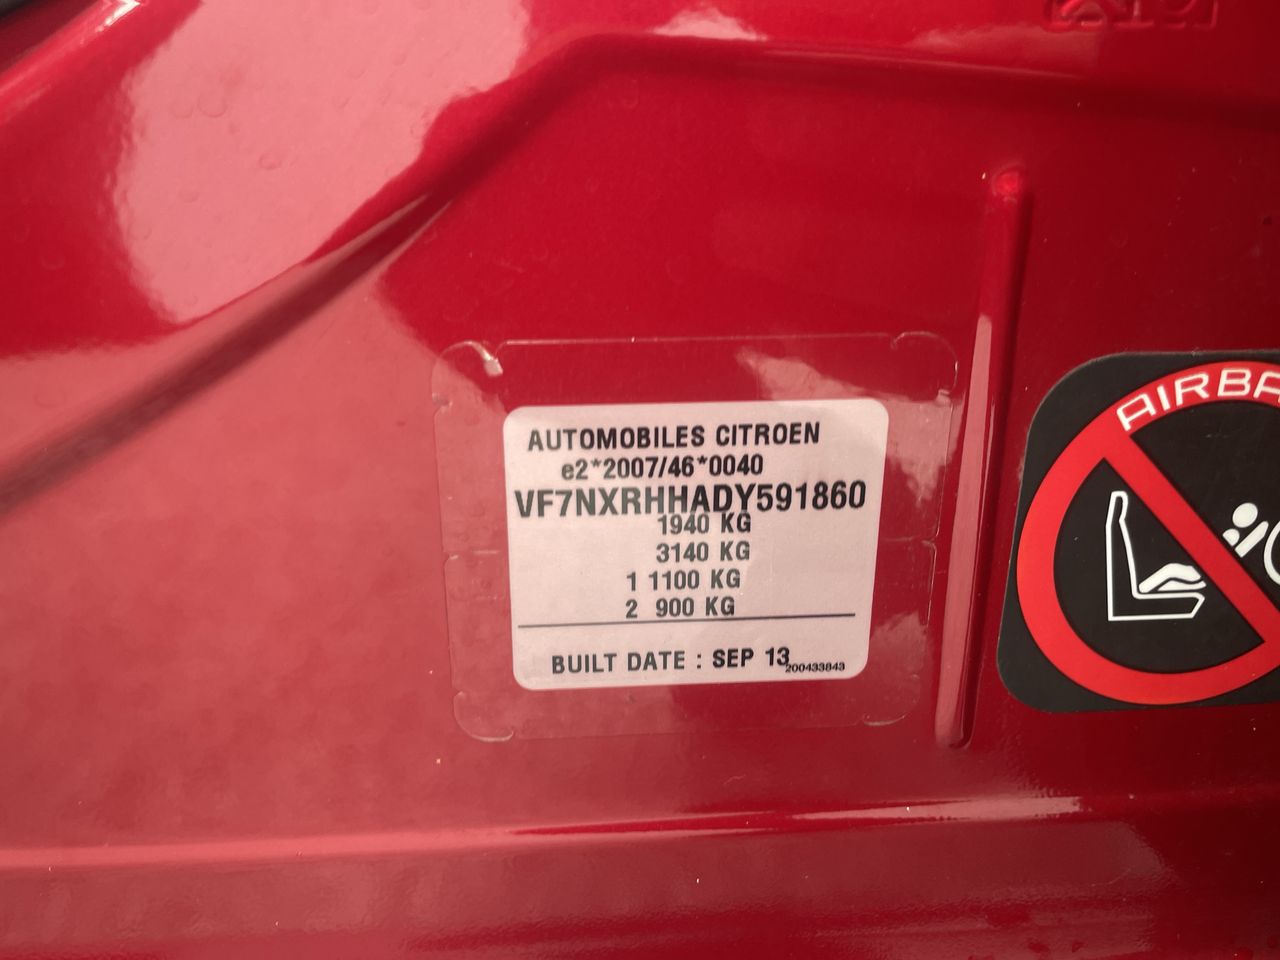 AUTOMOBILES CITROEN
e2*2007/46*0040
VF7NXRHHADY591860
1940 KG
3140 KG
1 1100 KG
2 900 KG
BUILT DATE : SEP 13
200433843